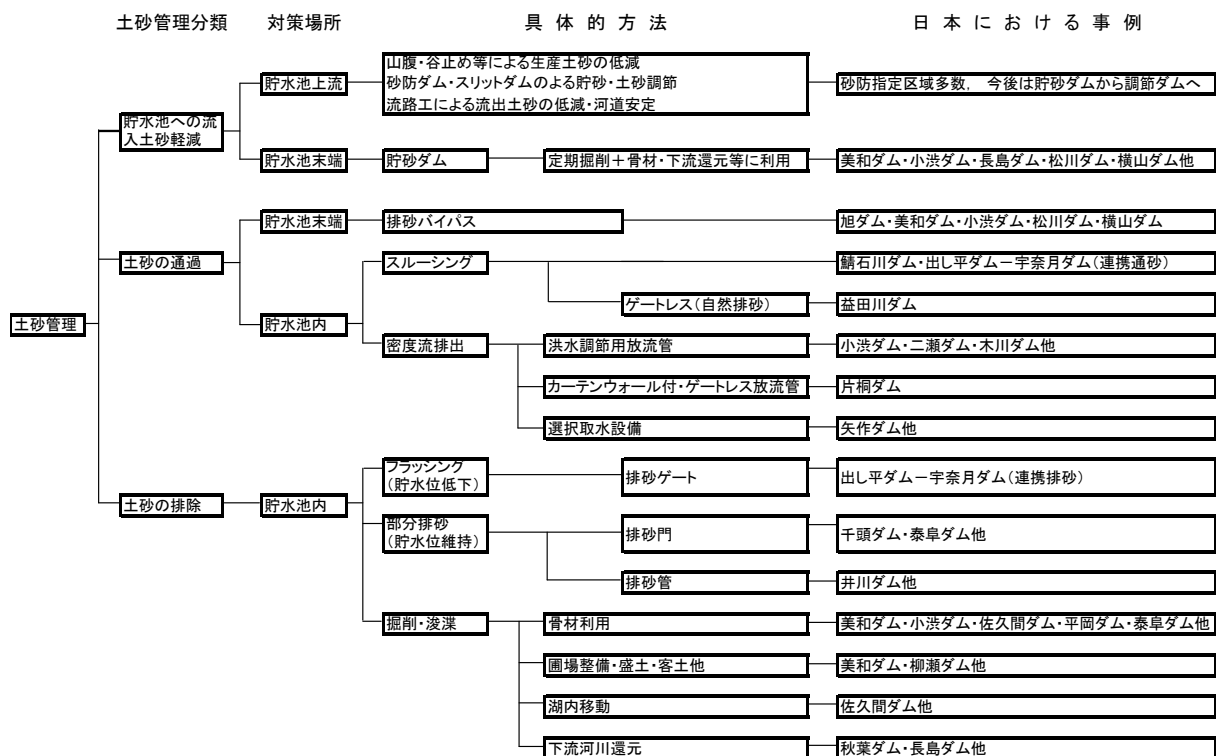 土砂管理分類 対策場所 具体的方法 日本における事例
山腹・谷止め等による生産土砂の低減
貯水池上流 砂防ダム・スリットダムのよる貯砂・土砂調節 砂防指定区域多数, 今後は貯砂ダムから調節ダムへ
流路工による流出土砂の低減・河道安定
貯水池への流
入土砂軽減
貯水池末端 貯砂ダム 定期掘削+骨材・下流還元等に利用 美和ダム・小渋ダム・長島ダム・松川ダム・横山ダム他
貯水池末端 排砂バイパス 旭ダム・美和ダム・小渋ダム・松川ダム・横山ダム
土砂の通過 スルーシング 鯖石川ダム・出し平ダム-宇奈月ダム(連携通砂)
ゲートレス(自然排砂) 益田川ダム
土砂管理 貯水池内
密度流排出 洪水調節用放流管 小渋ダム・二瀬ダム・木川ダム他
カーテンウォール付・ゲートレス放流管 片桐ダム
選択取水設備 矢作ダム他
フラッシング
(貯水位低下) 排砂ゲート 出し平ダム-宇奈月ダム(連携排砂)
土砂の排除 貯水池内
部分排砂
(貯水位維持) 排砂門 千頭ダム・泰阜ダム他
排砂管 井川ダム他
掘削・浚渫 骨材利用 美和ダム・小渋ダム・佐久間ダム・平岡ダム・泰阜ダム他
圃場整備・盛土・客土他 美和ダム・柳瀬ダム他
湖内移動 佐久間ダム他
下流河川還元 秋葉ダム・長島ダム他